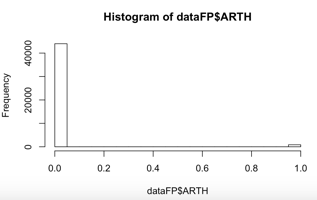 Histogram of dataFP$ARTH
Frequency
40000
20000
0
0.0 0.2 0.4 0.6 0.8 1.0
dataFP$ARTH